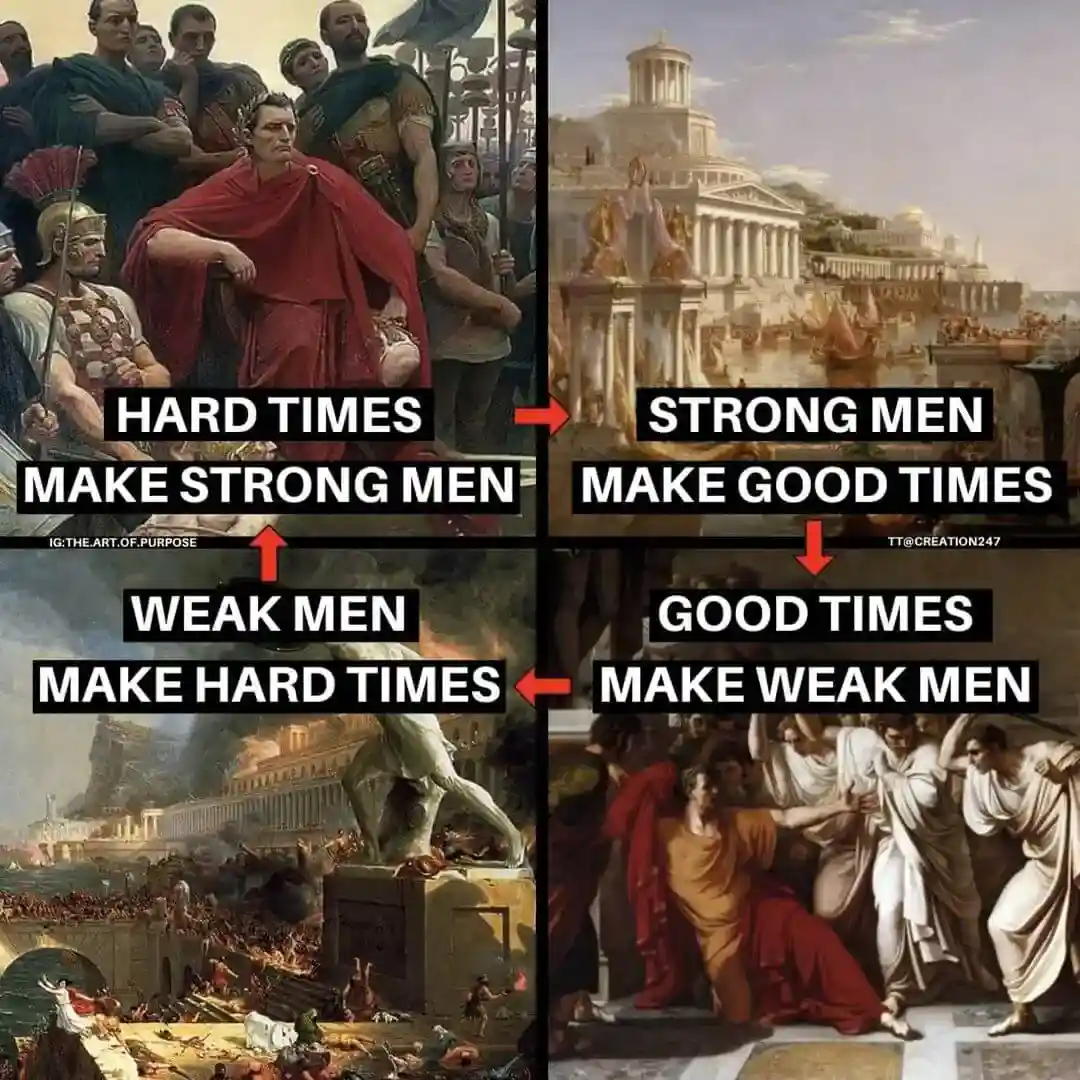 HARD TIMES
MAKE STRONG MEN
STRONG MEN
MAKE GOOD TIMES
IG:THE.ART.OF.PURPOSE
TT@CREATION247
GOOD TIMES
MAKE WEAK MEN
WEAK MEN
MAKE HARD TIMES